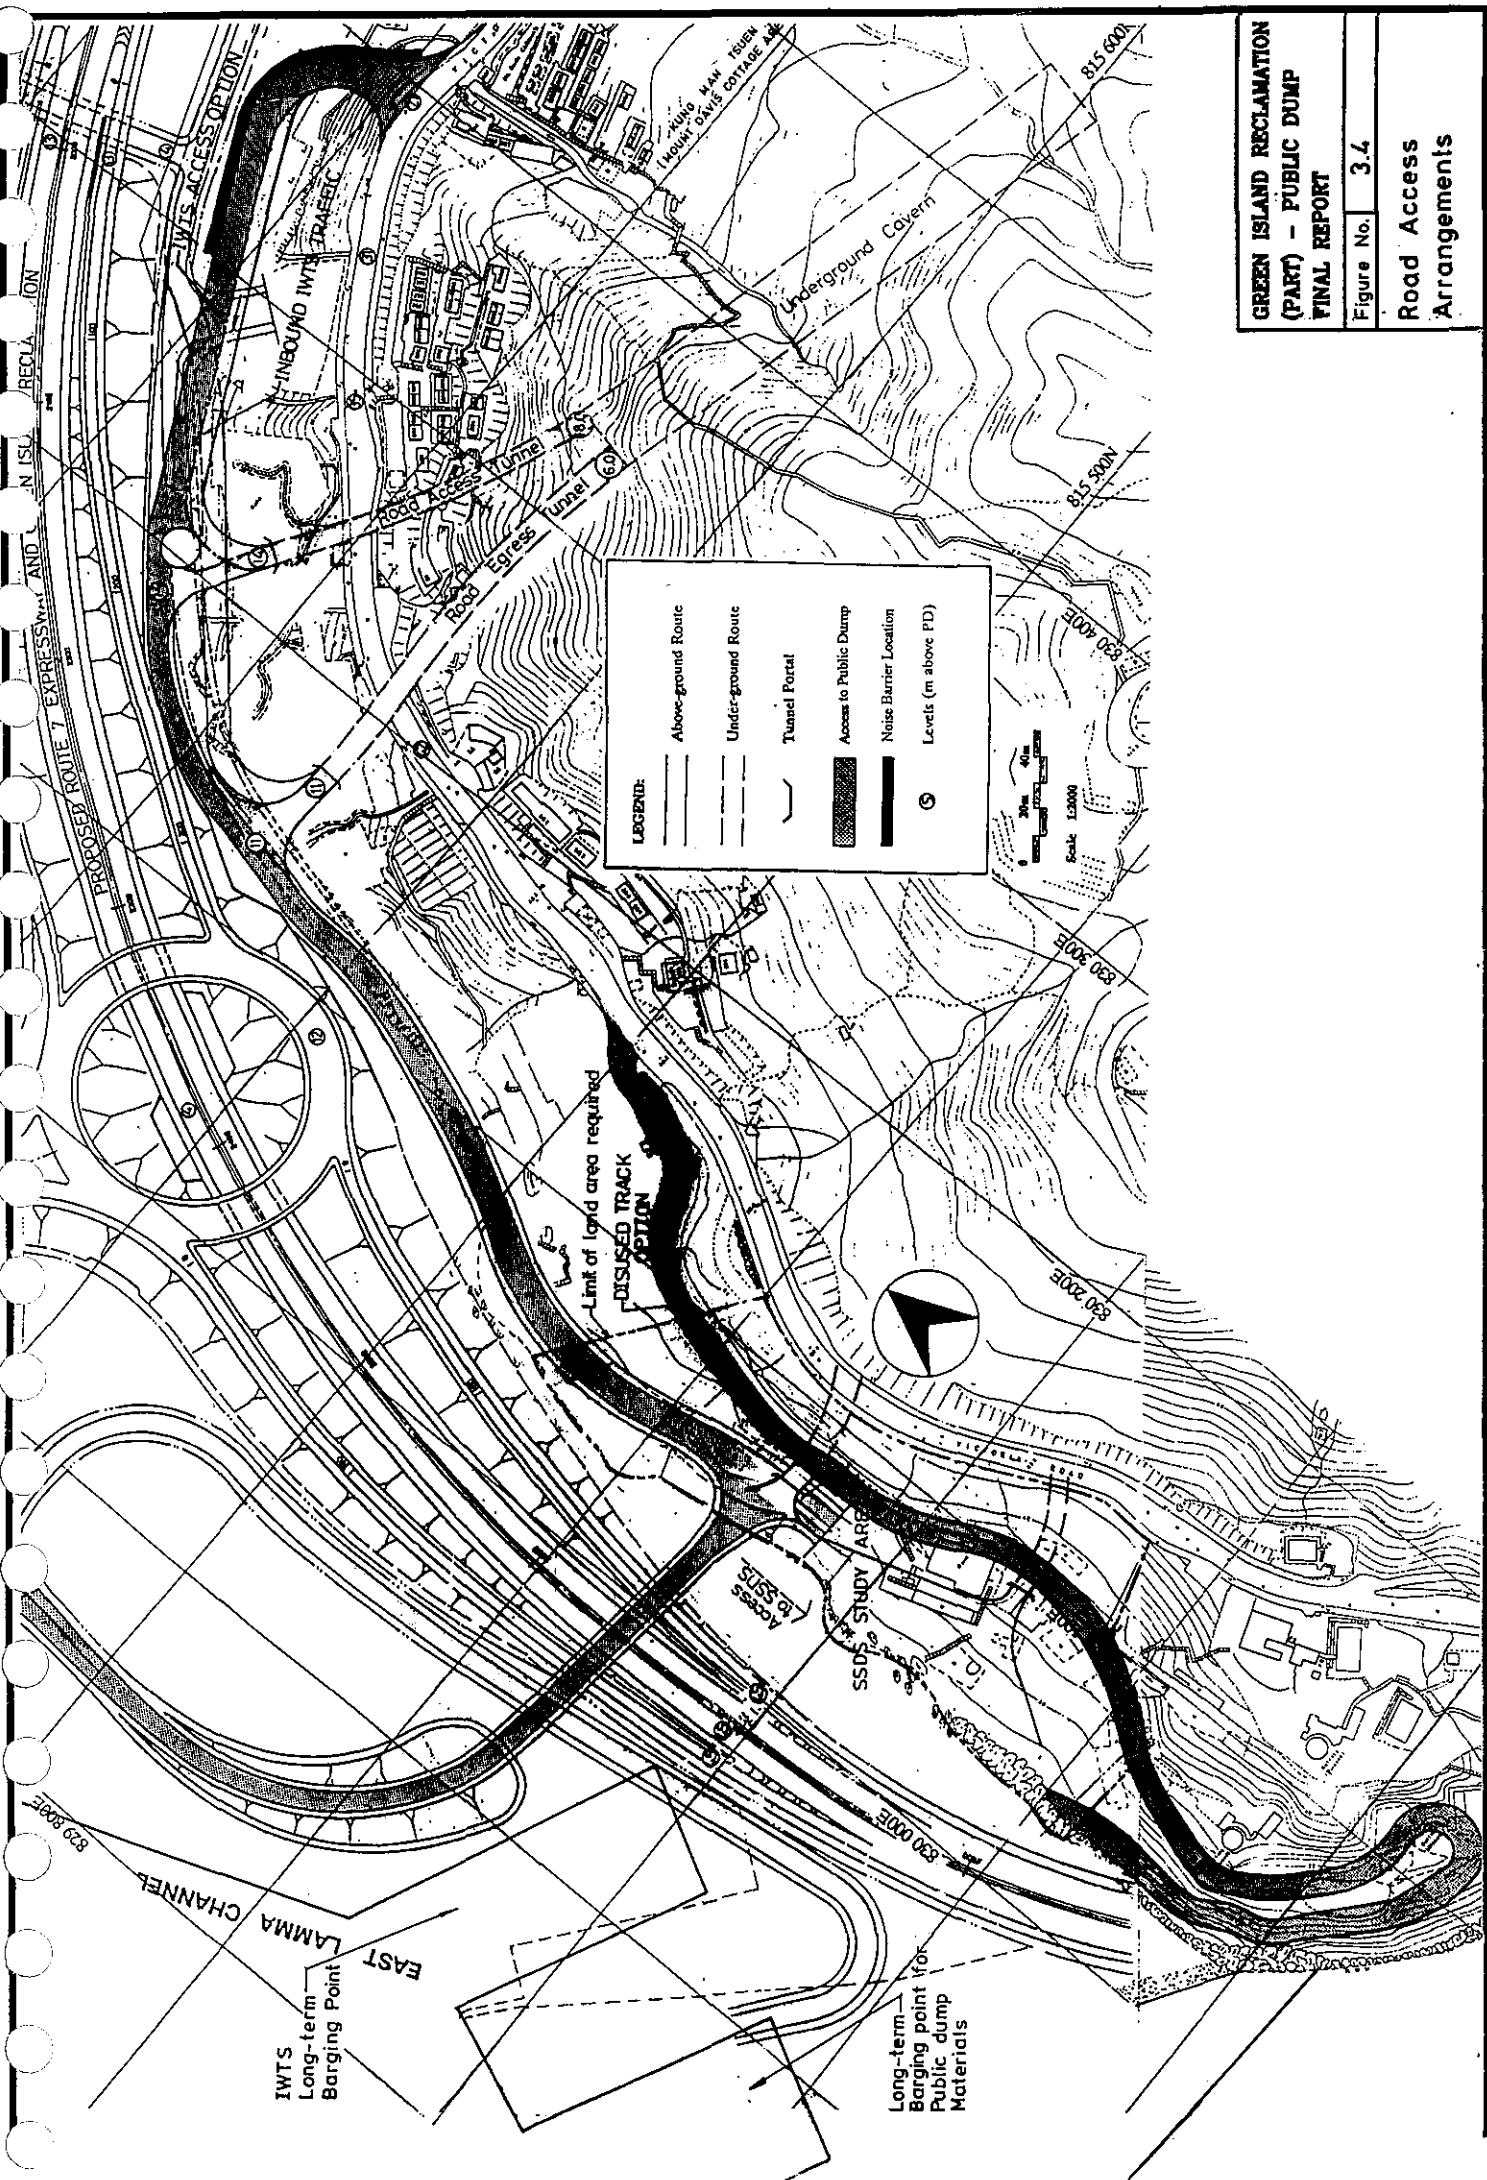 GREEN ISLAND RECLAMATION
(PART) - PUBLIC DUMP
FINAL REPORT
Figure No. 3.4
Road Access
Arrangements
LEGEND:
Above-ground Route
Under-ground Route
Tunnel Portal
Access to Public Dump
Noise Barrier Location
Levels (m above PD)
0 20m 40m
Scale 1:2000
PROPOSED ROUTE 7 EXPRESSWAY AND
IWTS ACCESS OPTION
INBOUND IWTS TRAFFIC
KUNG MAN TSUEN
(MOUNT DAVIS COTTAGE
Underground Cavern
Road Access Tunnel
Road Egress
815 600N
815 500N
830 400E
830 300E
830 200E
830 000E
829 800E
Limit of land area required
DISUSED TRACK
OPTION
Access
to SSDS
SSDS STUDY
EAST LAMMA CHANNEL
IWTS
Long-term
Barging Point
Long-term
Barging point for
Public dump
Materials